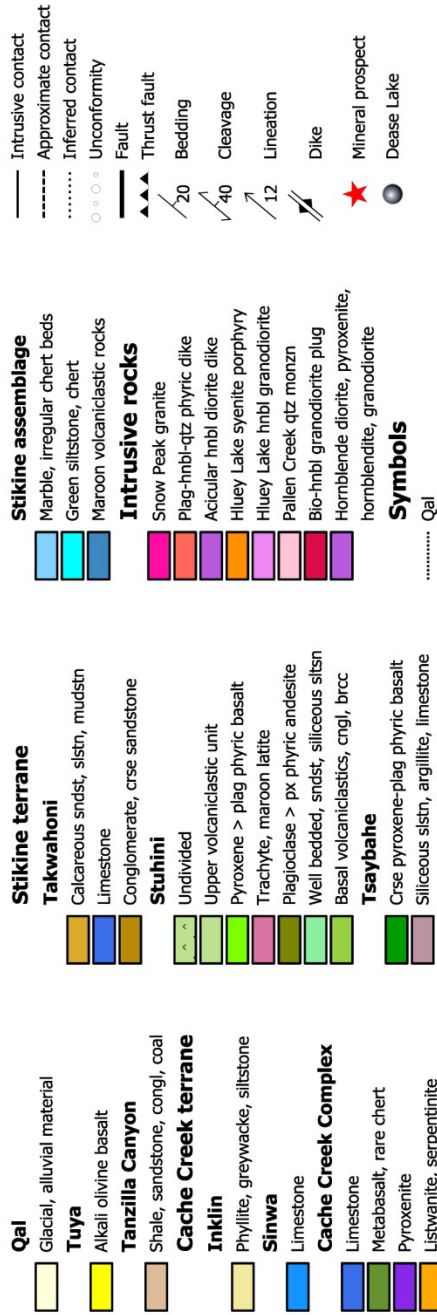 Qal
Glacial, alluvial material
Tuya
Alkali olivine basalt
Tanzilla Canyon
Shale, sandstone, congl, coal
Cache Creek terrane
Inklin
Phyllite, greywacke, siltstone
Sinwa
Limestone
Cache Creek Complex
Limestone
Metabasalt, rare chert
Pyroxenite
Listwanite, serpentinite
Stikine terrane
Takwahoni
Calcareous sndst, slstn, mudstn
Limestone
Conglomerate, crse sandstone
Stuhini
Undivided
Upper volcaniclastic unit
Pyroxene > plag phyric basalt
Trachyte, maroon latite
Plagioclase > px phyric andesite
Well bedded, sndst, siliceous sltsn
Basal volcaniclastics, cngl, brcc
Tsaybahe
Crse pyroxene-plag phyric basalt
Siliceous slstn, argillite, limestone
Stikine assemblage
Marble, irregular chert beds
Green siltstone, chert
Maroon volcaniclastic rocks
Intrusive rocks
Snow Peak granite
Plag-hnbl-qtz phyric dike
Acicular hnbl diorite dike
Hluey Lake syenite porphyry
Hluey Lake hnbl granodiorite
Pallen Creek qtz monzn
Bio-hnbl granodiorite plug
Hornblende diorite, pyroxenite,
hornblendite, granodiorite
Symbols
Qal
Intrusive contact
Approximate contact
Inferred contact
Unconformity
Fault
Thrust fault
20 Bedding
40 Cleavage
12 Lineation
Dike
Mineral prospect
Dease Lake